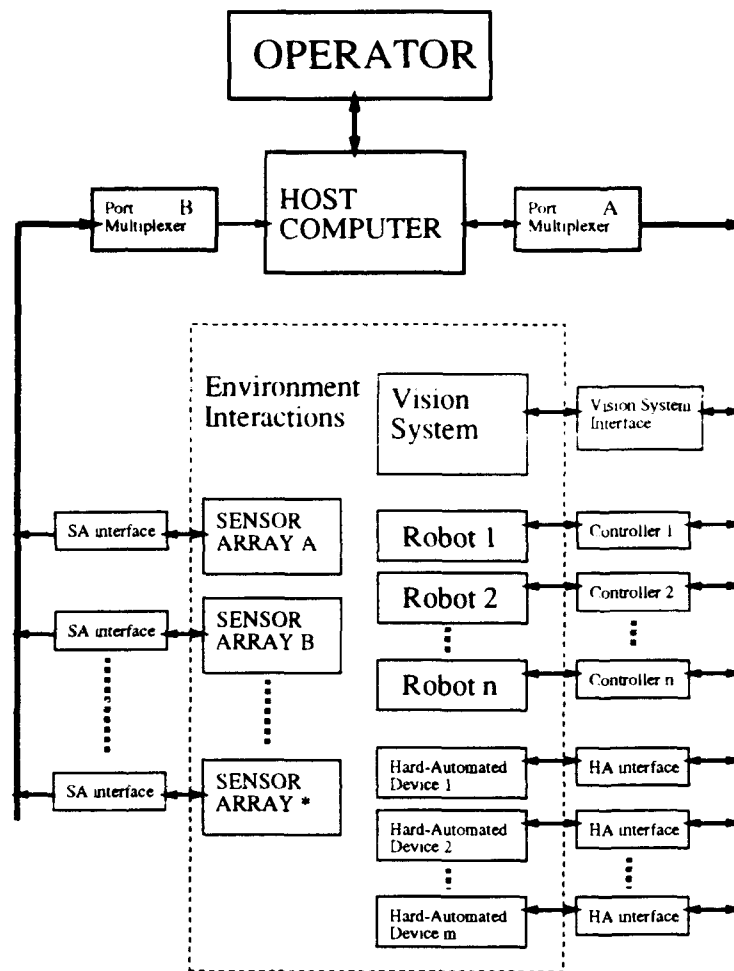 OPERATOR
Port B
Multiplexer
HOST
COMPUTER
Port A
Multiplexer
Environment
Interactions
Vision
System
Vision System
Interface
SA interface
SENSOR
ARRAY A
Robot 1
Controller 1
SA interface
SENSOR
ARRAY B
Robot 2
Controller 2
Robot n
Controller n
SA interface
SENSOR
ARRAY *
Hard-Automated
Device 1
HA interface
Hard-Automated
Device 2
HA interface
Hard-Automated
Device m
HA interface